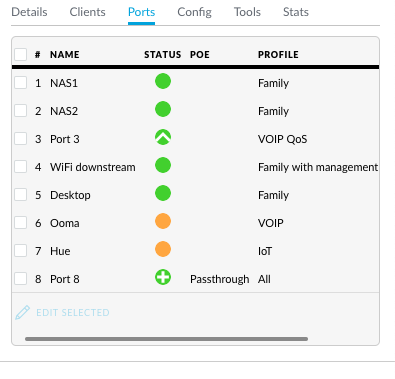 Details Clients Ports Config Tools Stats
# NAME STATUS POE PROFILE
1 NAS1 Family
2 NAS2 Family
3 Port 3 VOIP QoS
4 WiFi downstream Family with management
5 Desktop Family
6 Ooma VOIP
7 Hue IoT
8 Port 8 Passthrough All
EDIT SELECTED